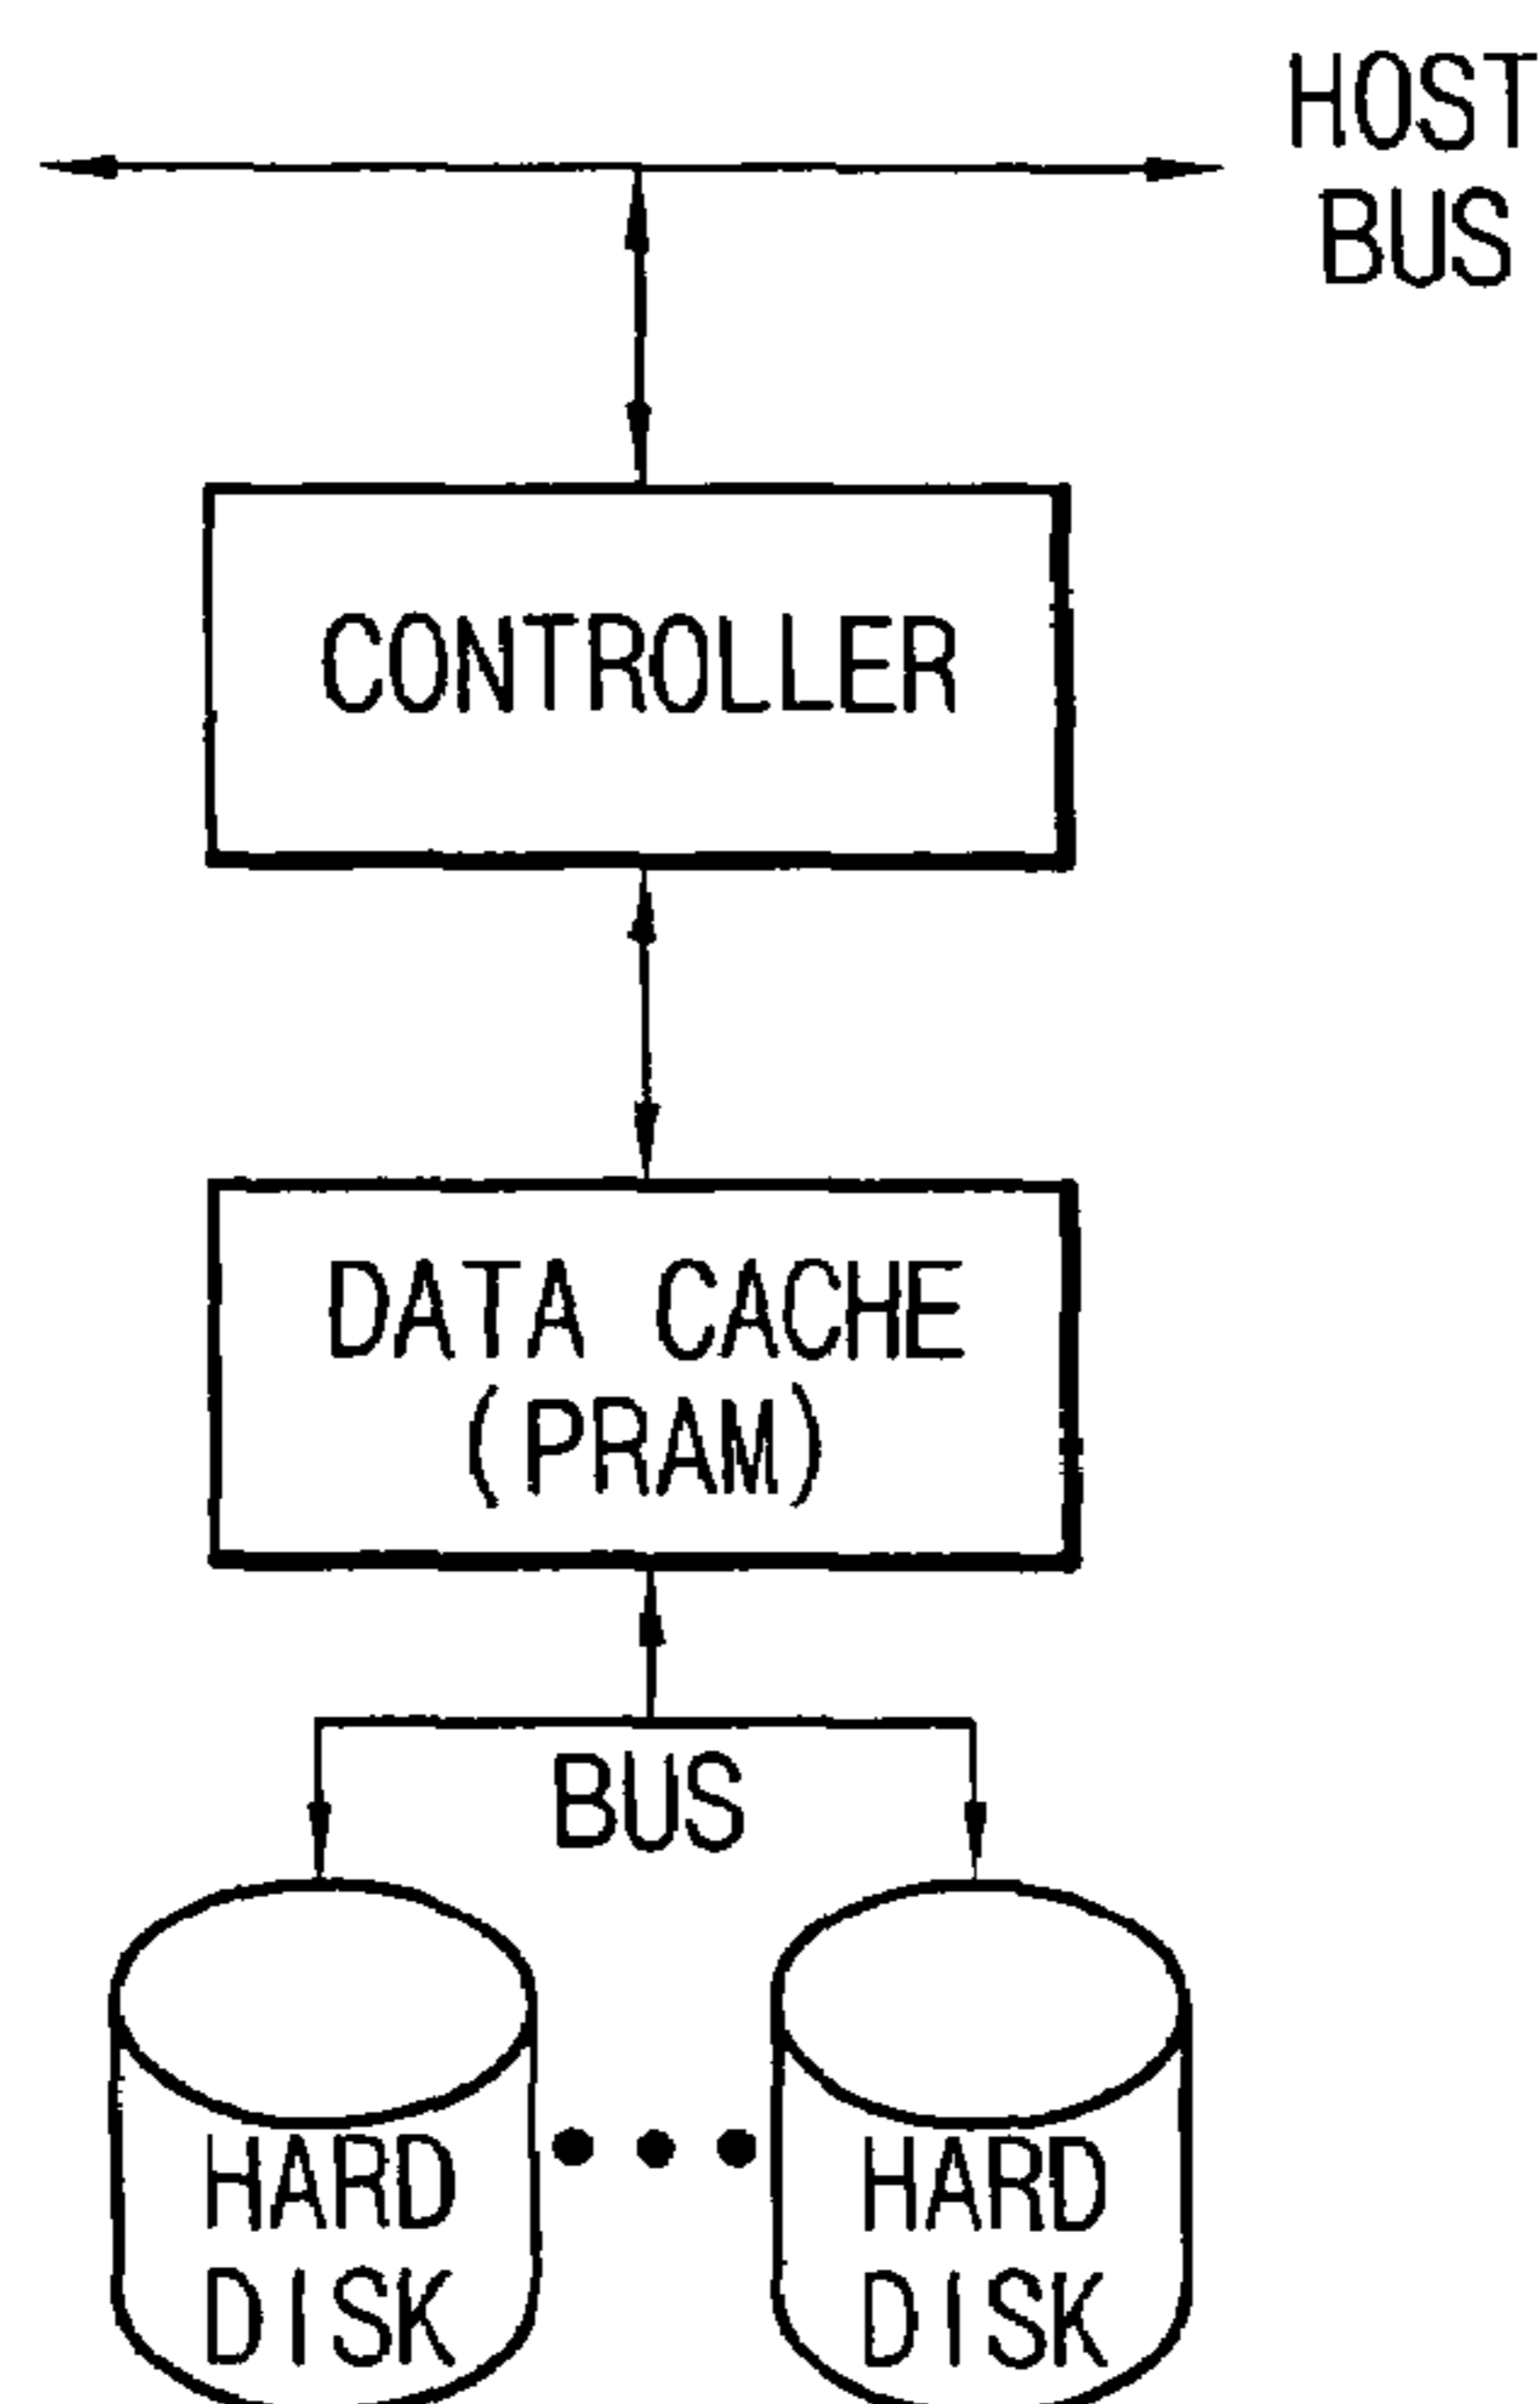 HOST
BUS
CONTROLLER
DATA CACHE
(PRAM)
BUS
HARD
DISK
HARD
DISK